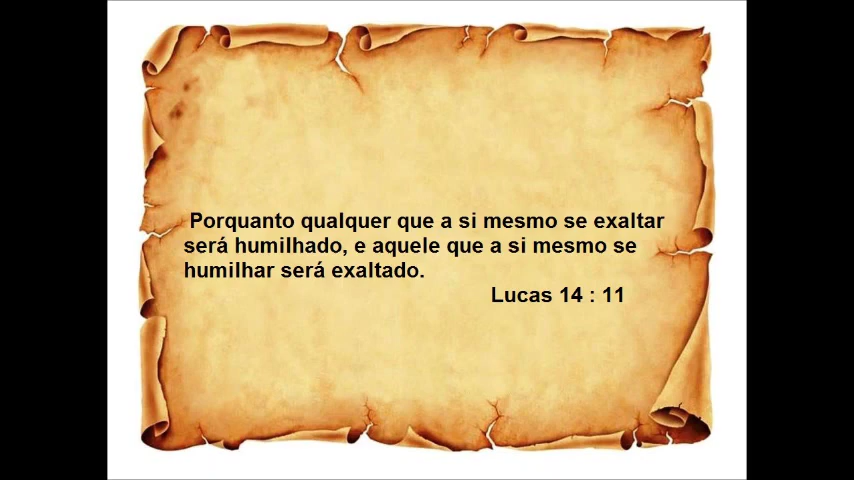 Porquanto qualquer que a si mesmo se exaltar
será humilhado, e aquele que a si mesmo se
humilhar será exaltado.
Lucas 14 : 11